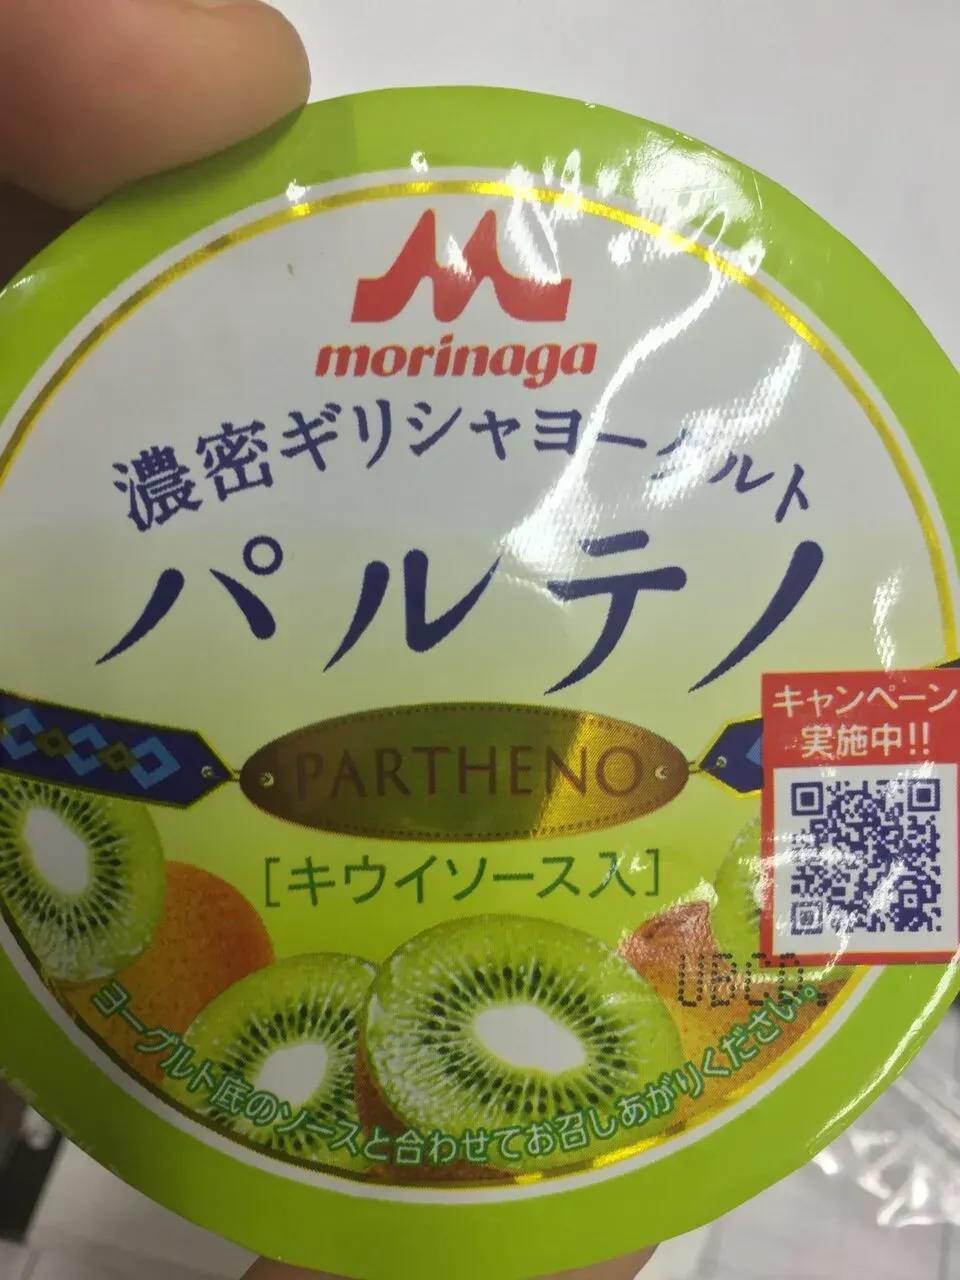 morinaga
濃密ギリシャヨーグルト
パルテノ
PARTHENO
キャンペーン
実施中!!
[キウイソース入]
ヨーグルト底のソースと合わせてお召しあがりください。